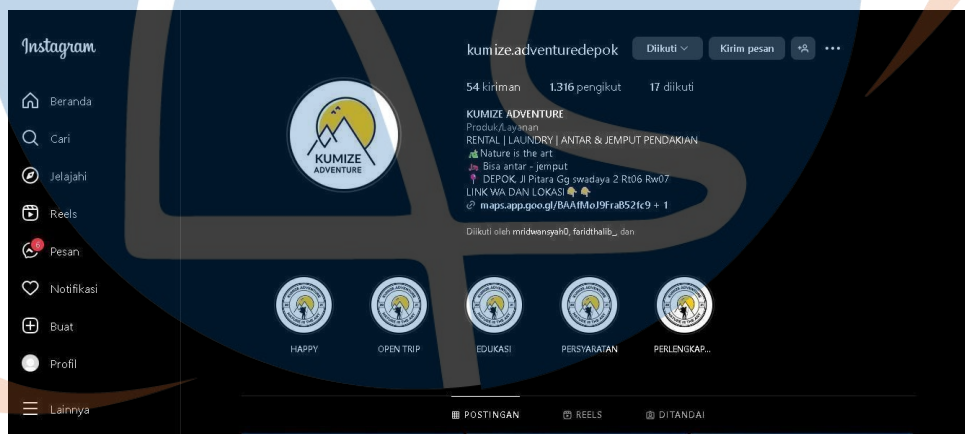 Instagram
Beranda
Cari
Jelajahi
Reels
6
Pesan
Notifikasi
Buat
Profil
Lainnya
kumize.adventuredepok Diikuti Kirim pesan
54 kiriman 1.316 pengikut 17 diikuti
KUMIZE ADVENTURE
Produk/Layanan
RENTAL | LAUNDRY | ANTAR & JEMPUT PENDAKIAN
Nature is the art
Bisa antar - jemput
DEPOK, Jl Pitara Gg swadaya 2 Rt06 Rw07
LINK WA DAN LOKASI
maps.app.goo.gl/BAAfMoJ9FraB52fc9 + 1
Diikuti oleh mridwansyah0, faridthalib_, dan
KUMIZE
ADVENTURE
HAPPY OPEN TRIP EDUKASI PERSYARATAN PERLENGKAP...
POSTINGAN REELS DITANDAI